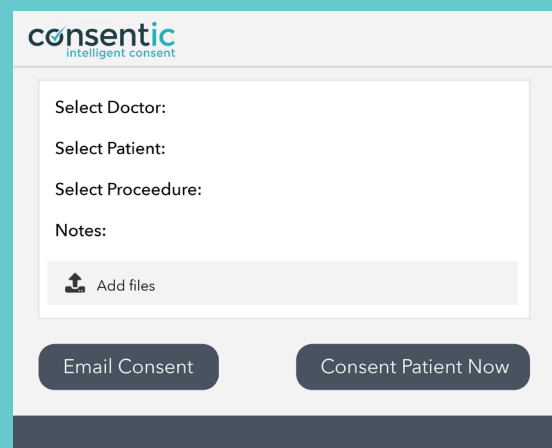 consentic
intelligent consent
Select Doctor:
Select Patient:
Select Proceedure:
Notes:
Add files
Email Consent
Consent Patient Now